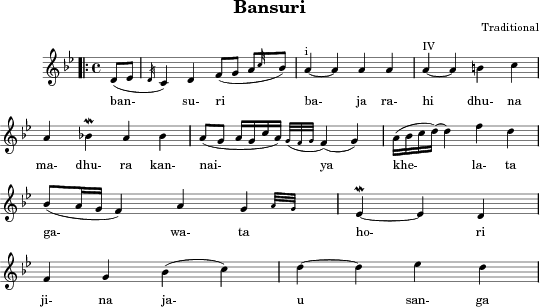 Bansuri
Traditional
i
IV
ban- su- ri ba- ja ra- hi dhu- na
ma- dhu- ra kan- nai- ya khe- la- ta
ga- wa- ta ho- ri
ji- na ja- u san- ga